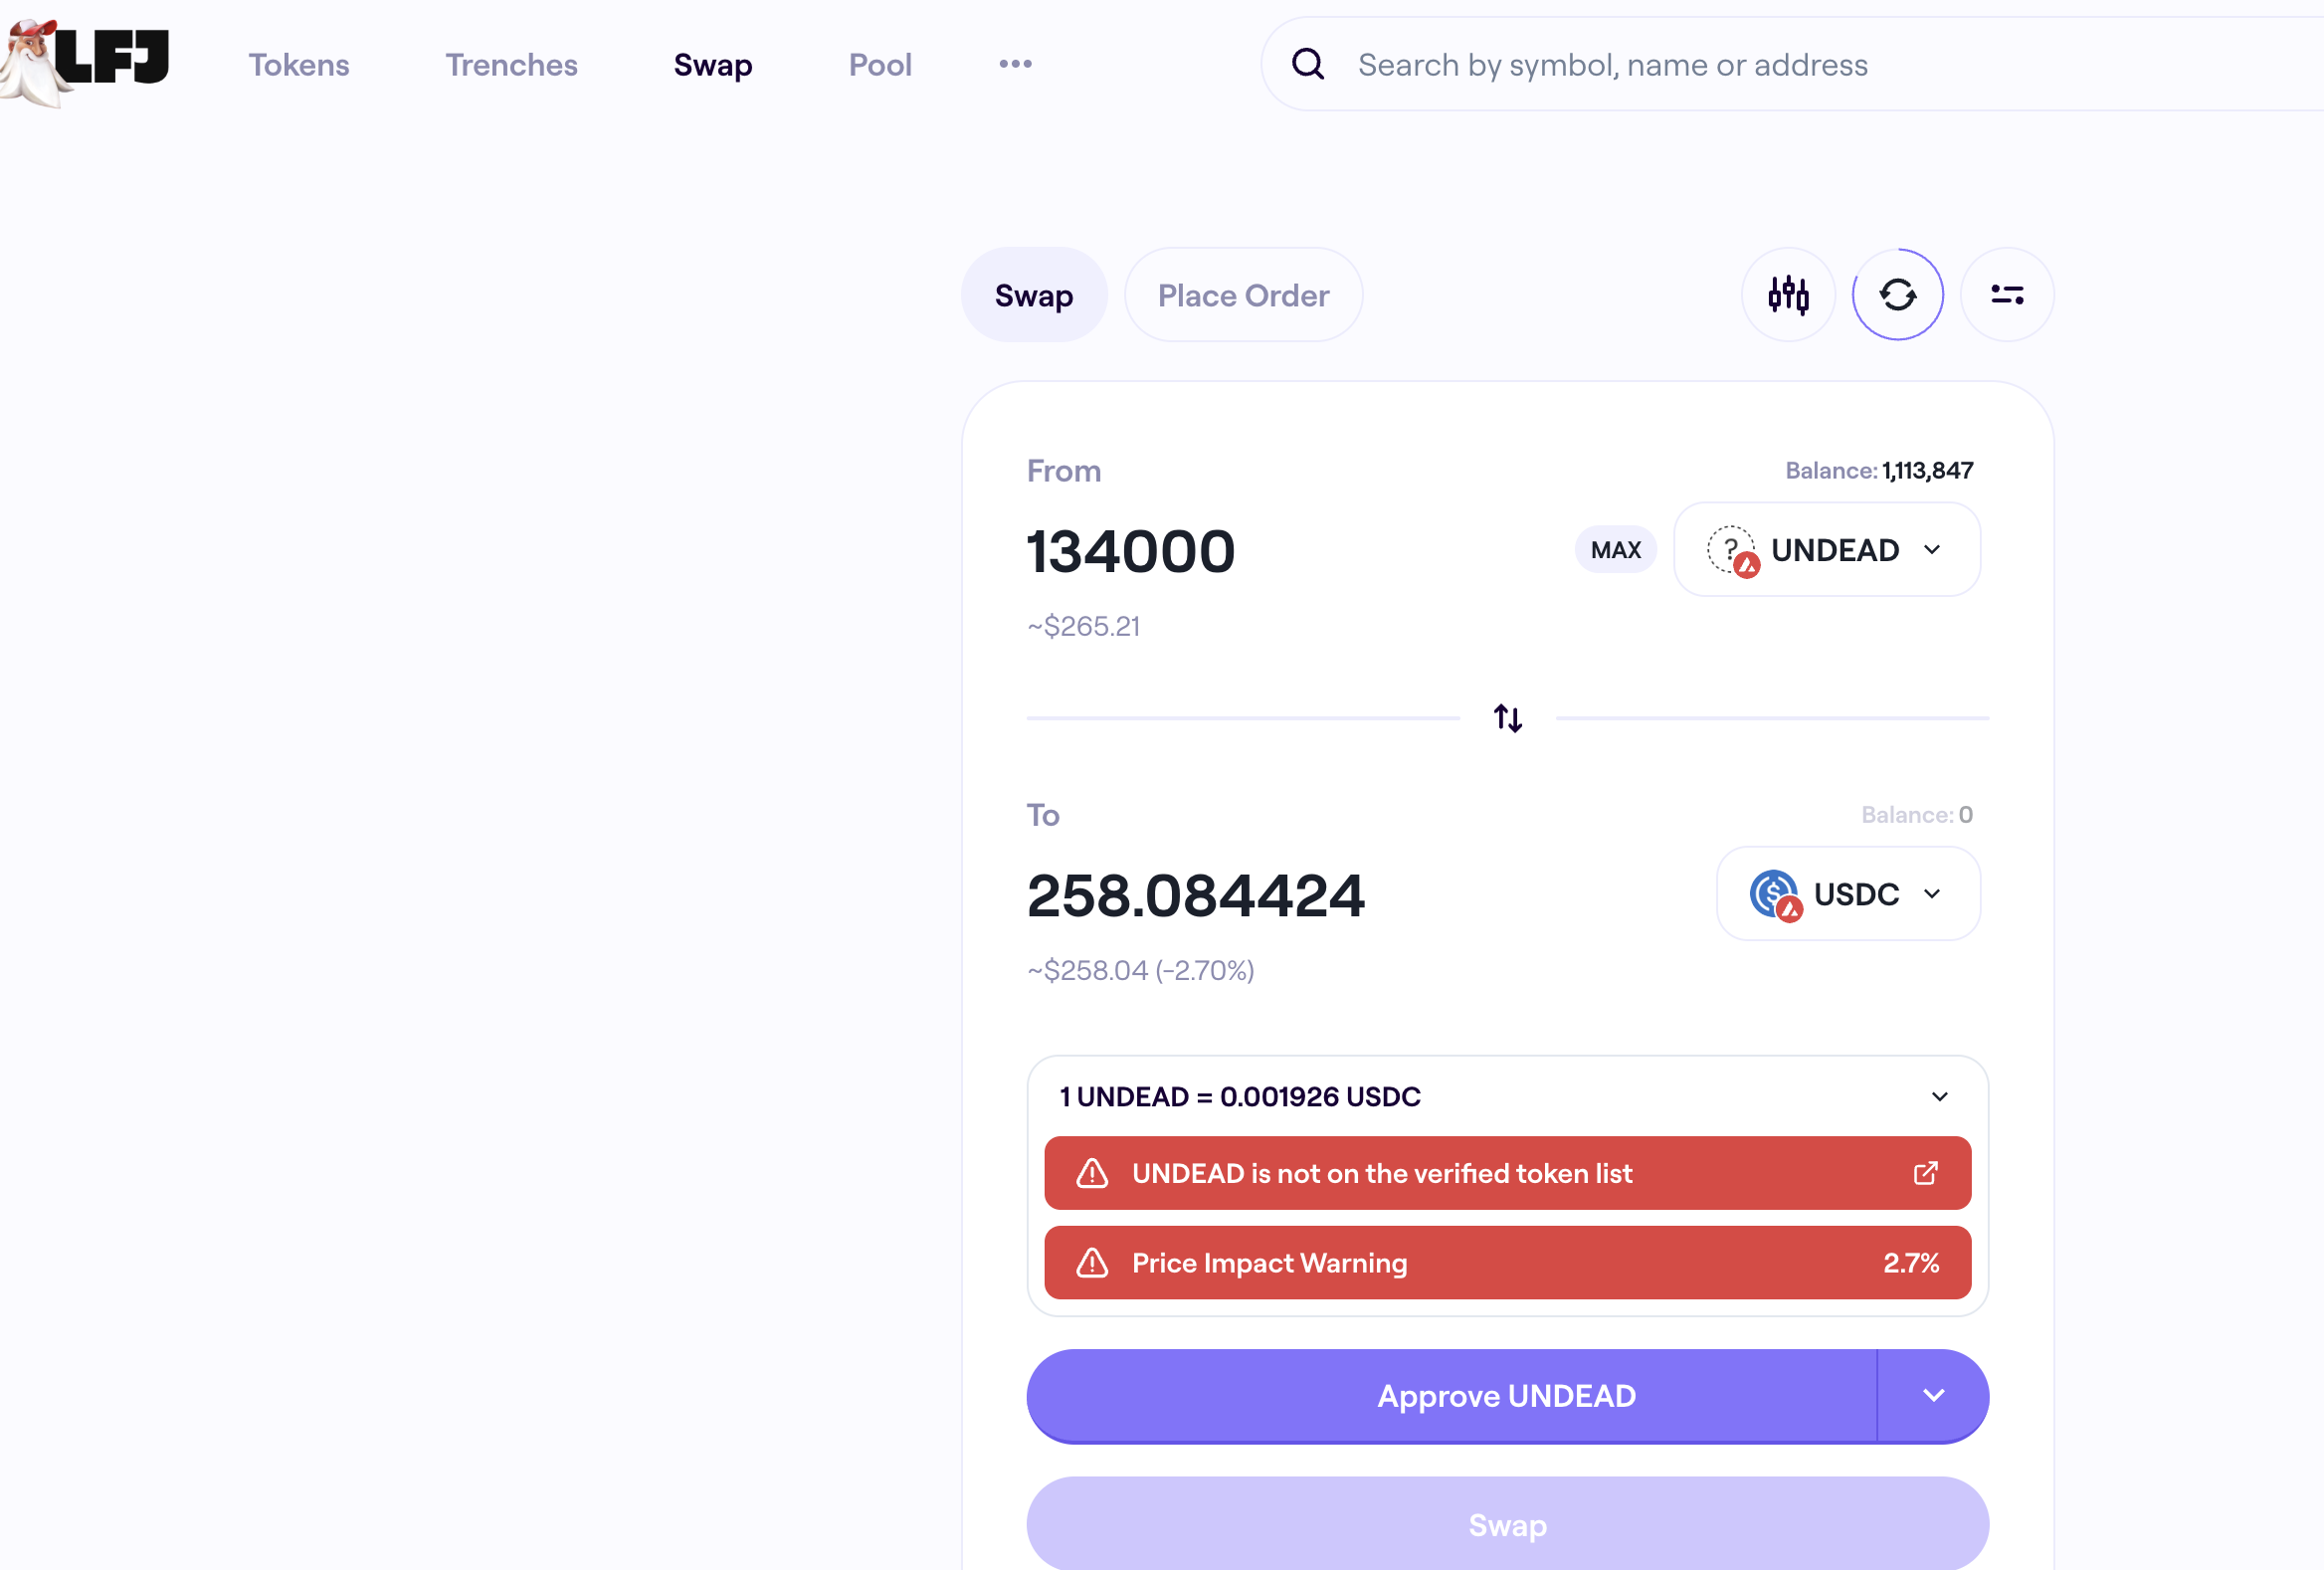 LFJ
Tokens Trenches Swap Pool
Search by symbol, name or address
Swap Place Order
From
Balance: 1,113,847
134000
MAX
UNDEAD
~$265.21
To
Balance: 0
258.084424
USDC
~$258.04 (-2.70%)
1 UNDEAD = 0.001926 USDC
UNDEAD is not on the verified token list
Price Impact Warning 2.7%
Approve UNDEAD
Swap